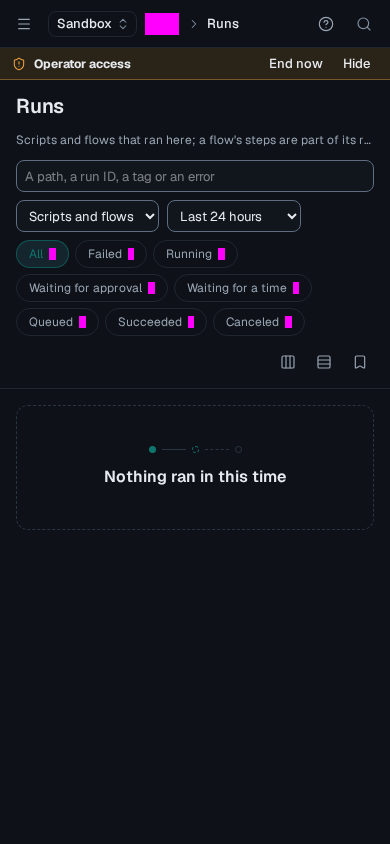 Sandbox Runs
Operator access End now Hide
Runs
Scripts and flows that ran here; a flow's steps are part of its r...
A path, a run ID, a tag or an error
Scripts and flows Last 24 hours
All Failed Running
Waiting for approval Waiting for a time
Queued Succeeded Canceled
Nothing ran in this time